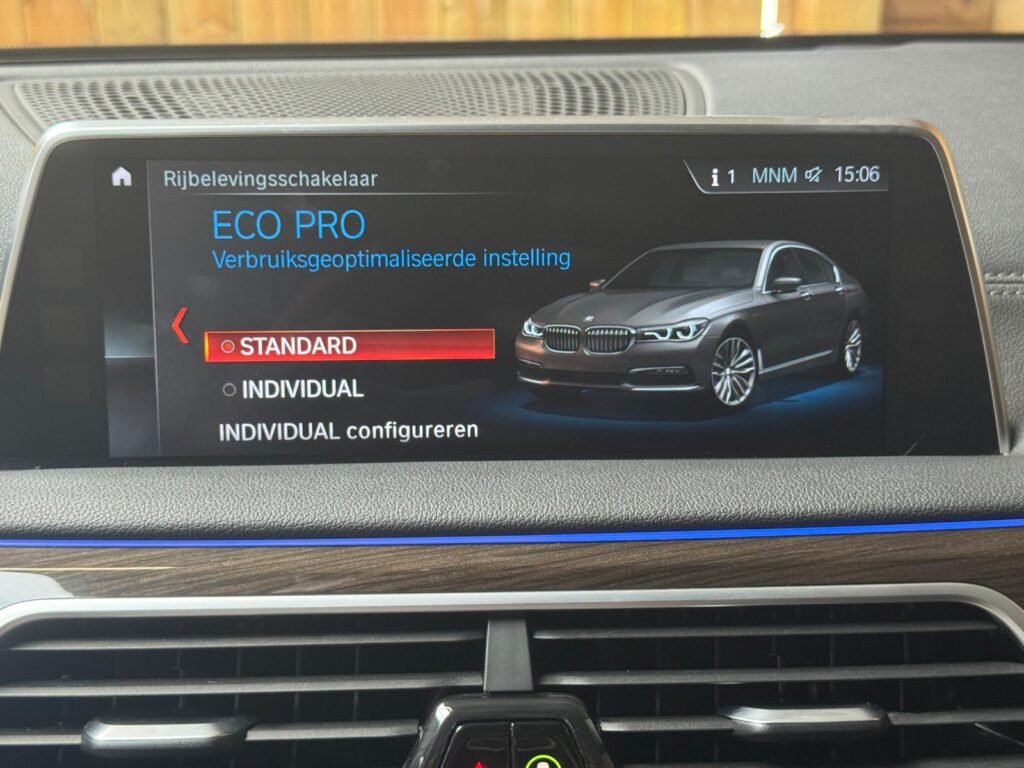 Rijbelevingsschakelaar
i 1 MNM 15:06
ECO PRO
Verbruiksgeoptimaliseerde instelling
STANDARD
INDIVIDUAL
INDIVIDUAL configureren